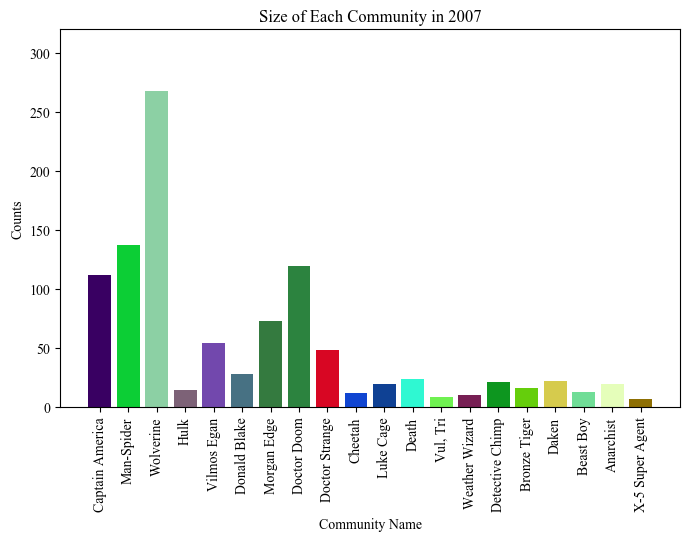 Size of Each Community in 2007
300
250
200
150
100
50
0
Counts
Captain America
Man-Spider
Wolverine
Hulk
Vilmos Egan
Donald Blake
Morgan Edge
Doctor Doom
Doctor Strange
Cheetah
Luke Cage
Death
Vul, Tri
Weather Wizard
Detective Chimp
Bronze Tiger
Daken
Beast Boy
Anarchist
X-5 Super Agent
Community Name